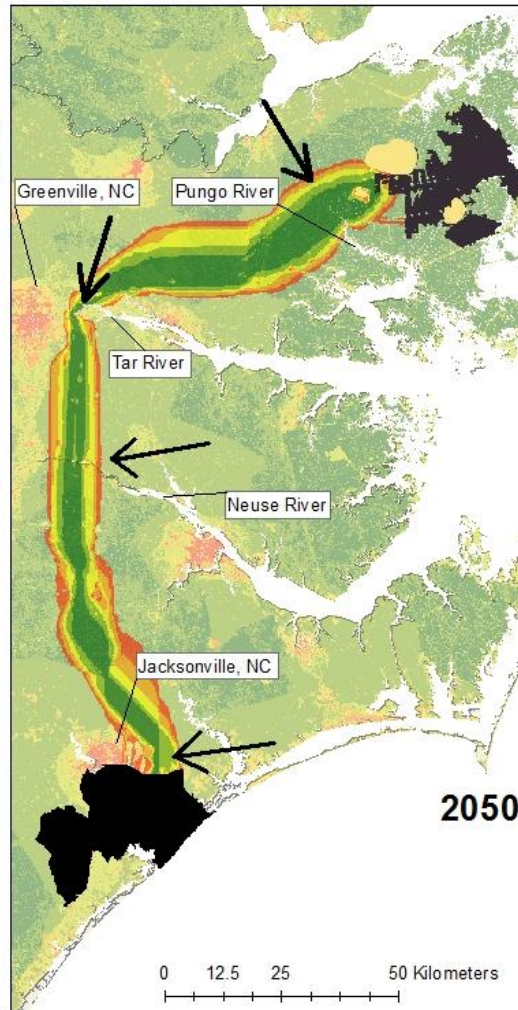 Greenville, NC
Pungo River
Tar River
Neuse River
Jacksonville, NC
2050
0 12.5 25 50 Kilometers